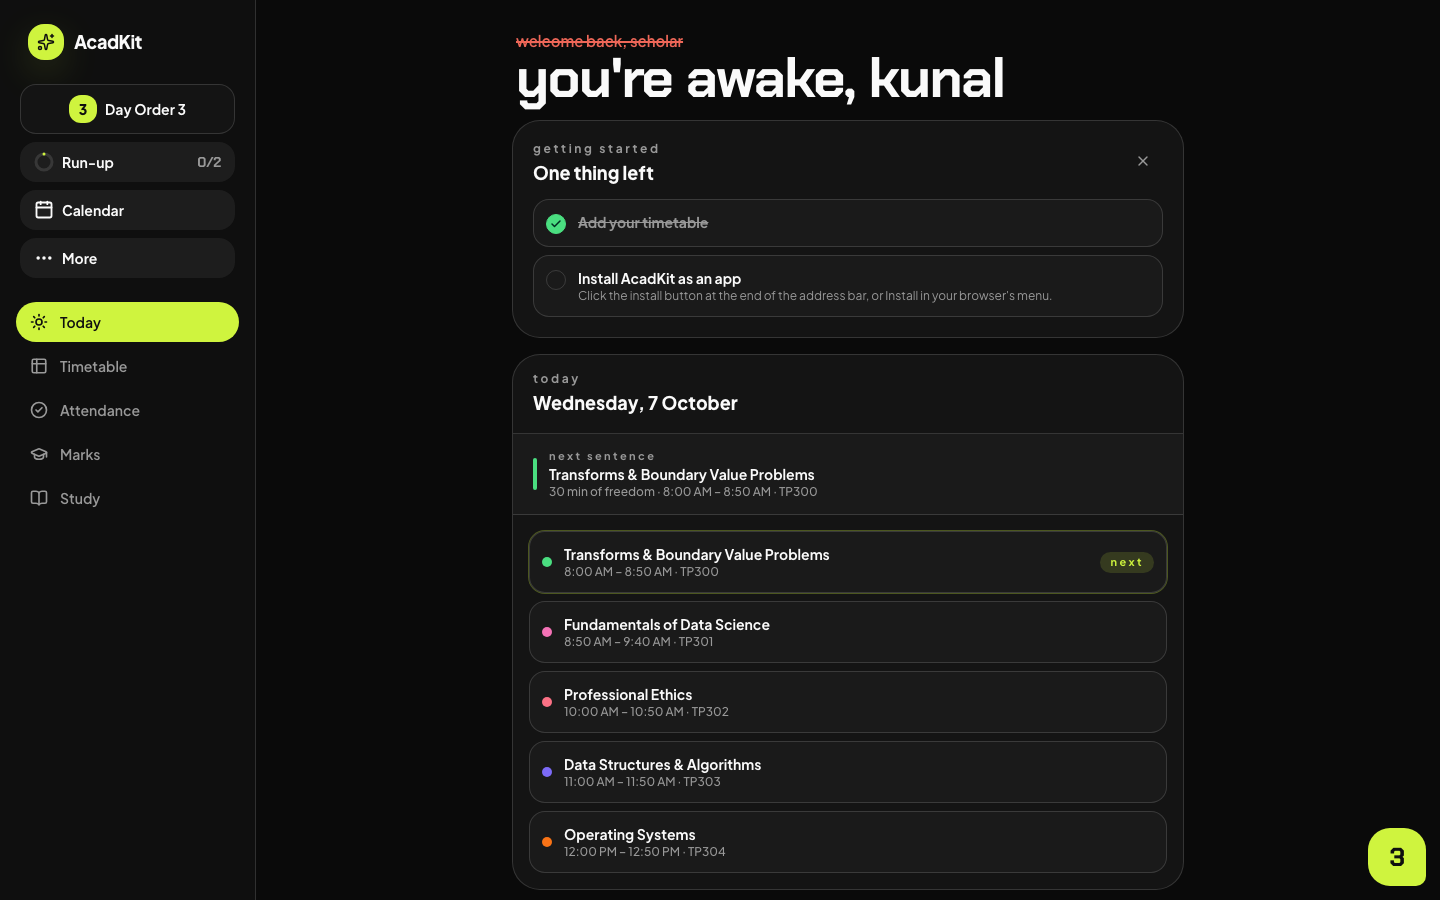 AcadKit
3 Day Order 3
Run-up 0/2
Calendar
More
Today
Timetable
Attendance
Marks
Study
welcome back, scholar
you're awake, kunal
getting started
One thing left
Add your timetable
Install AcadKit as an app
Click the install button at the end of the address bar, or Install in your browser's menu.
today
Wednesday, 7 October
next sentence
Transforms & Boundary Value Problems
30 min of freedom · 8:00 AM – 8:50 AM · TP300
Transforms & Boundary Value Problems
8:00 AM – 8:50 AM · TP300
next
Fundamentals of Data Science
8:50 AM – 9:40 AM · TP301
Professional Ethics
10:00 AM – 10:50 AM · TP302
Data Structures & Algorithms
11:00 AM – 11:50 AM · TP303
Operating Systems
12:00 PM – 12:50 PM · TP304
3